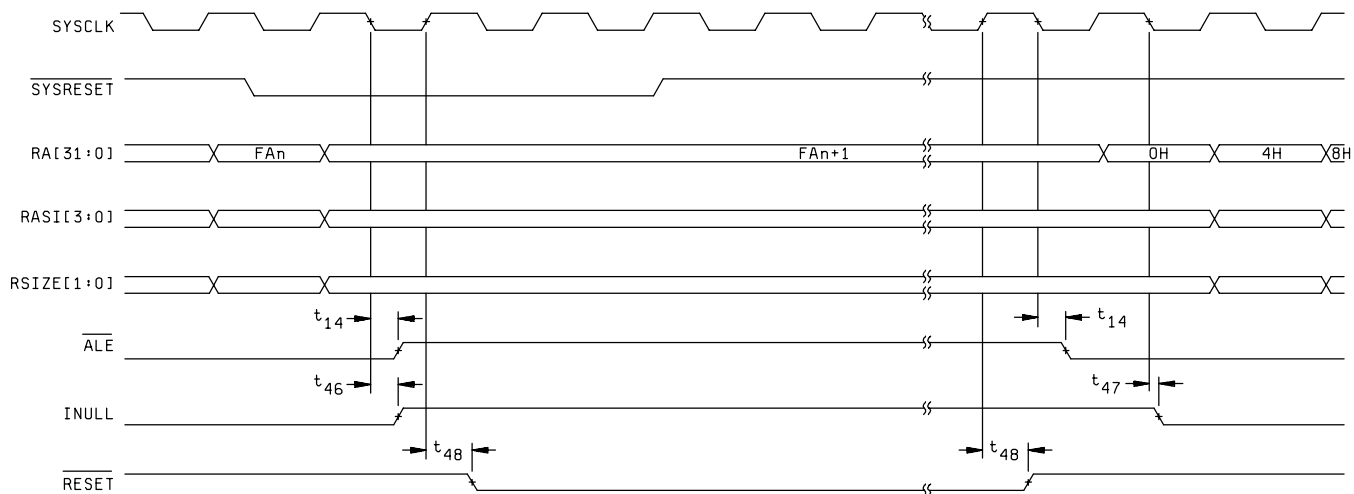 SYSCLK
SYSRESET
RA[31:0] FAn FAn+1 0H 4H 8H
RASI[3:0]
RSIZE[1:0]
t14 t14
ALE
t46 t47
INULL
t48 t48
RESET